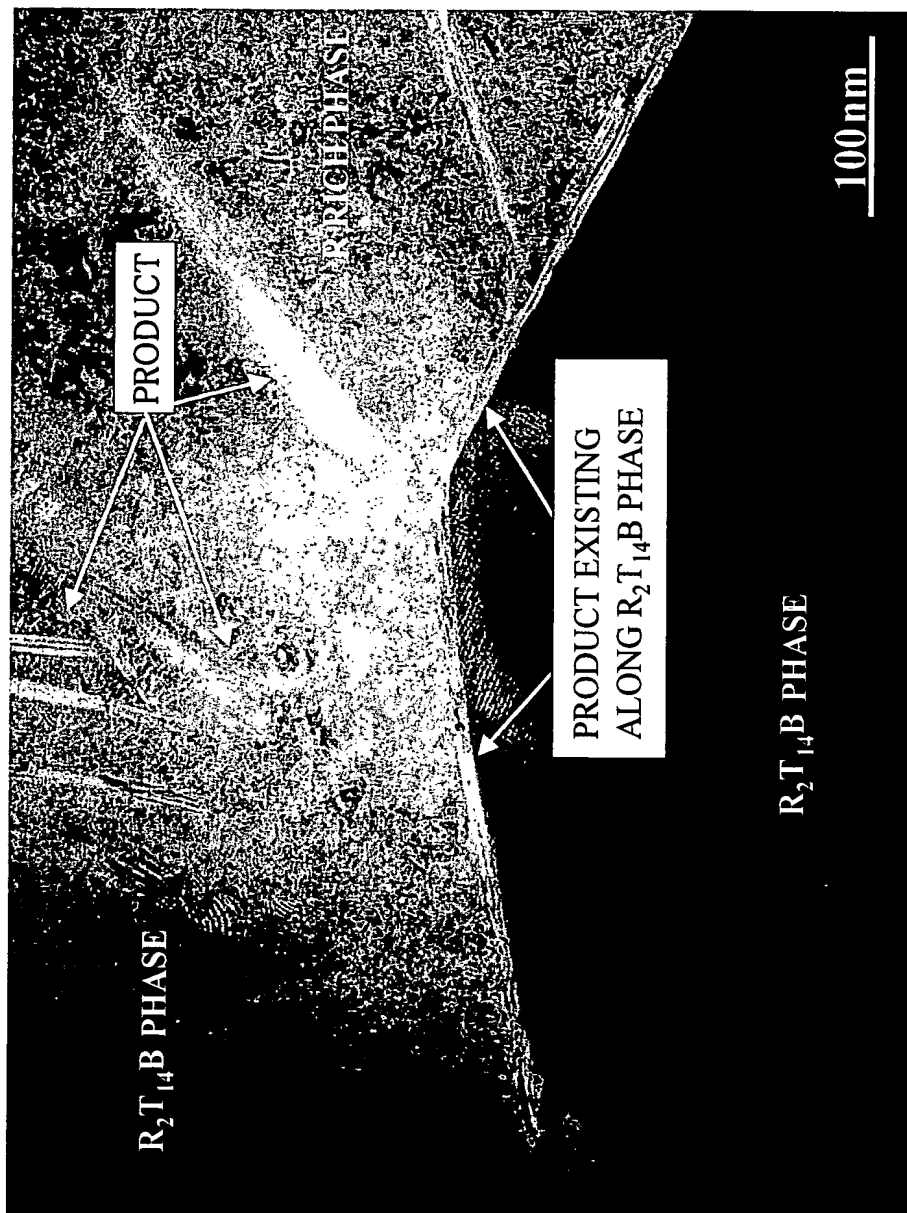 R₂T₁₄B PHASE
PRODUCT
R RICH PHASE
PRODUCT EXISTING
ALONG R₂T₁₄B PHASE
R₂T₁₄B PHASE
100nm